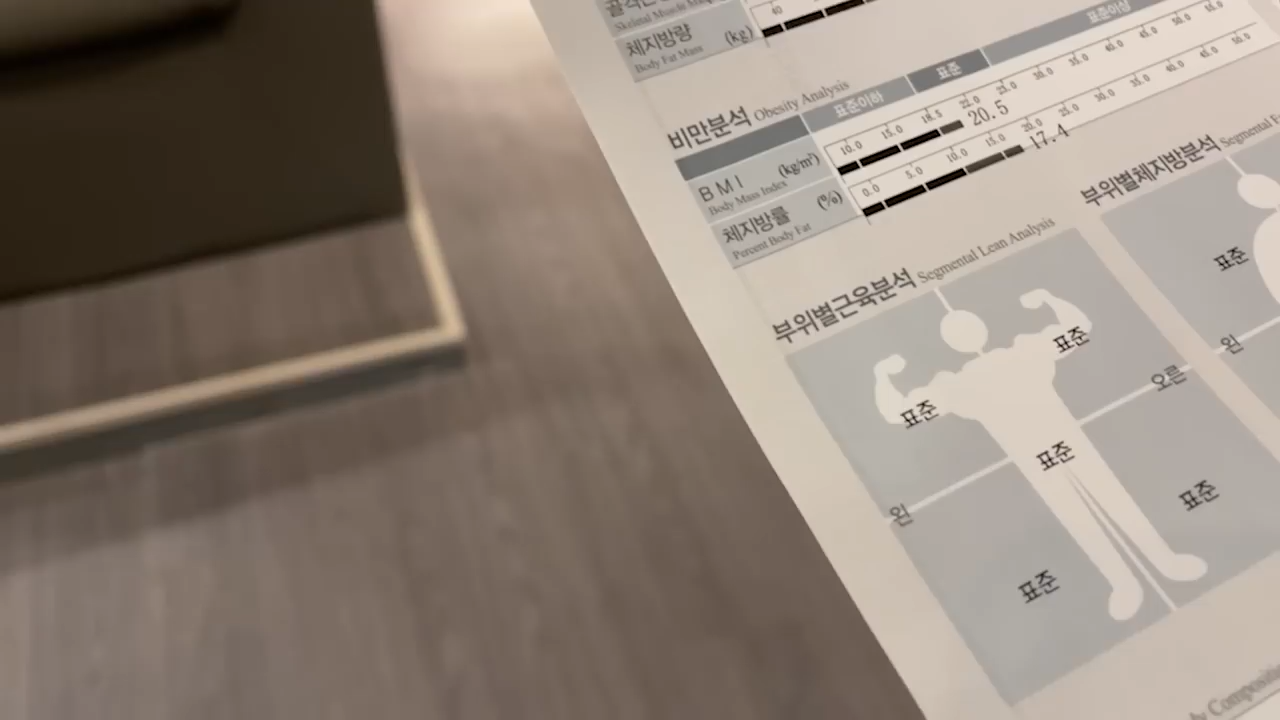 체지방량 (kg)
Body Fat Mass
비만분석 Obesity Analysis
표준이하 표준 표준이상
10.0 15.0 18.5 22.0 25.0 30.0 35.0 40.0 45.0 50.0 55.0
BMI (kg/m²) 20.5
Body Mass Index
0.0 5.0 10.0 15.0 20.0 25.0 30.0 35.0 40.0 45.0 50.0
체지방률 (%) 17.4
Percent Body Fat
부위별근육분석 Segmental Lean Analysis
표준
표준
표준
오른
왼
표준
표준
부위별체지방분석 Segmental
표준
왼